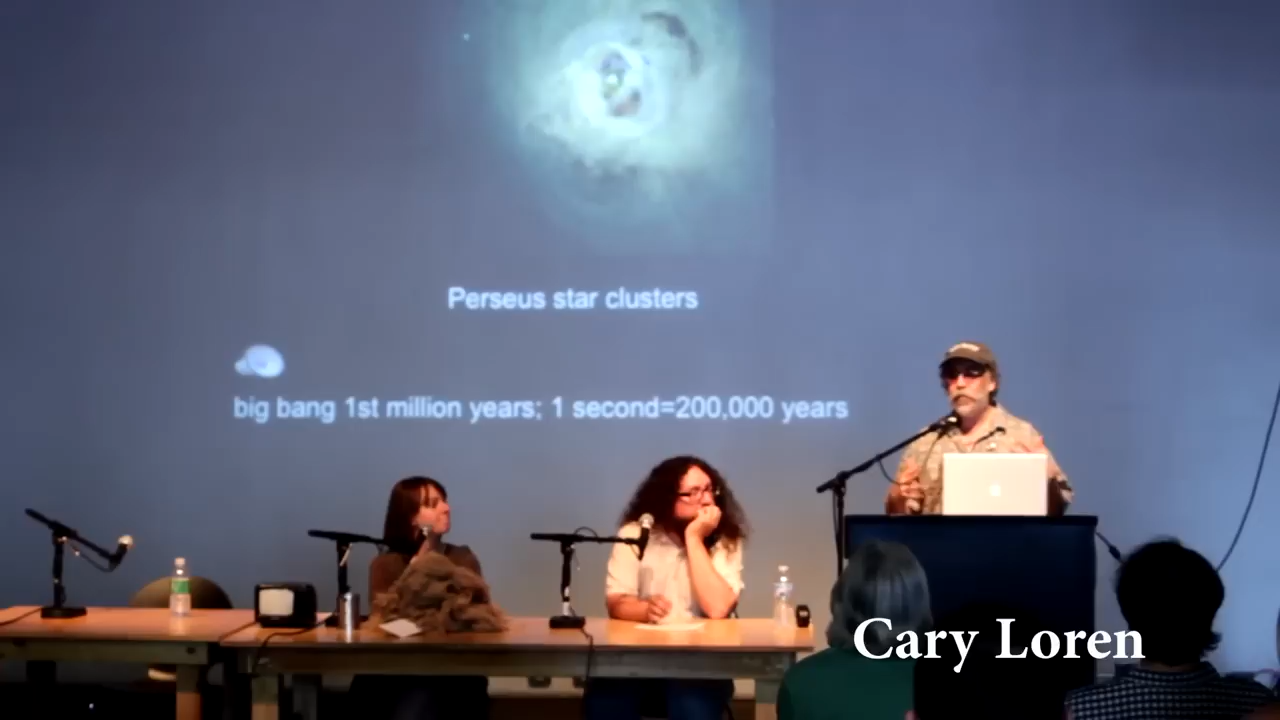 Perseus star clusters
big bang 1st million years; 1 second=200,000 years
Cary Loren